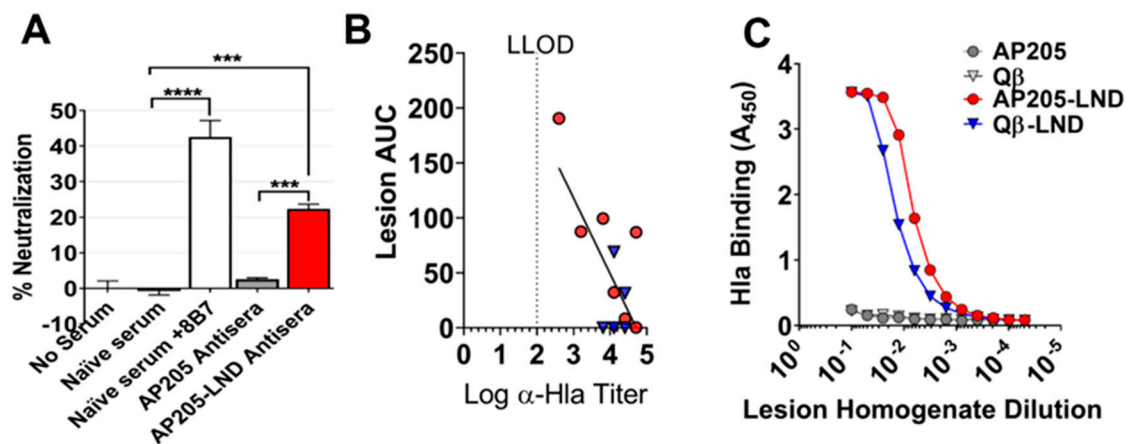 A
B
C
% Neutralization
50
40
30
20
10
0
-10
***
****
***
No Serum
Naïve serum
Naïve serum +8B7
AP205 Antisera
AP205-LND Antisera
LLOD
Lesion AUC
250
200
150
100
50
0
0 1 2 3 4 5
Log α-Hla Titer
AP205
Qβ
AP205-LND
Qβ-LND
Hla Binding (A450)
4
3
2
1
0
10^0 10^-1 10^-2 10^-3 10^-4 10^-5
Lesion Homogenate Dilution